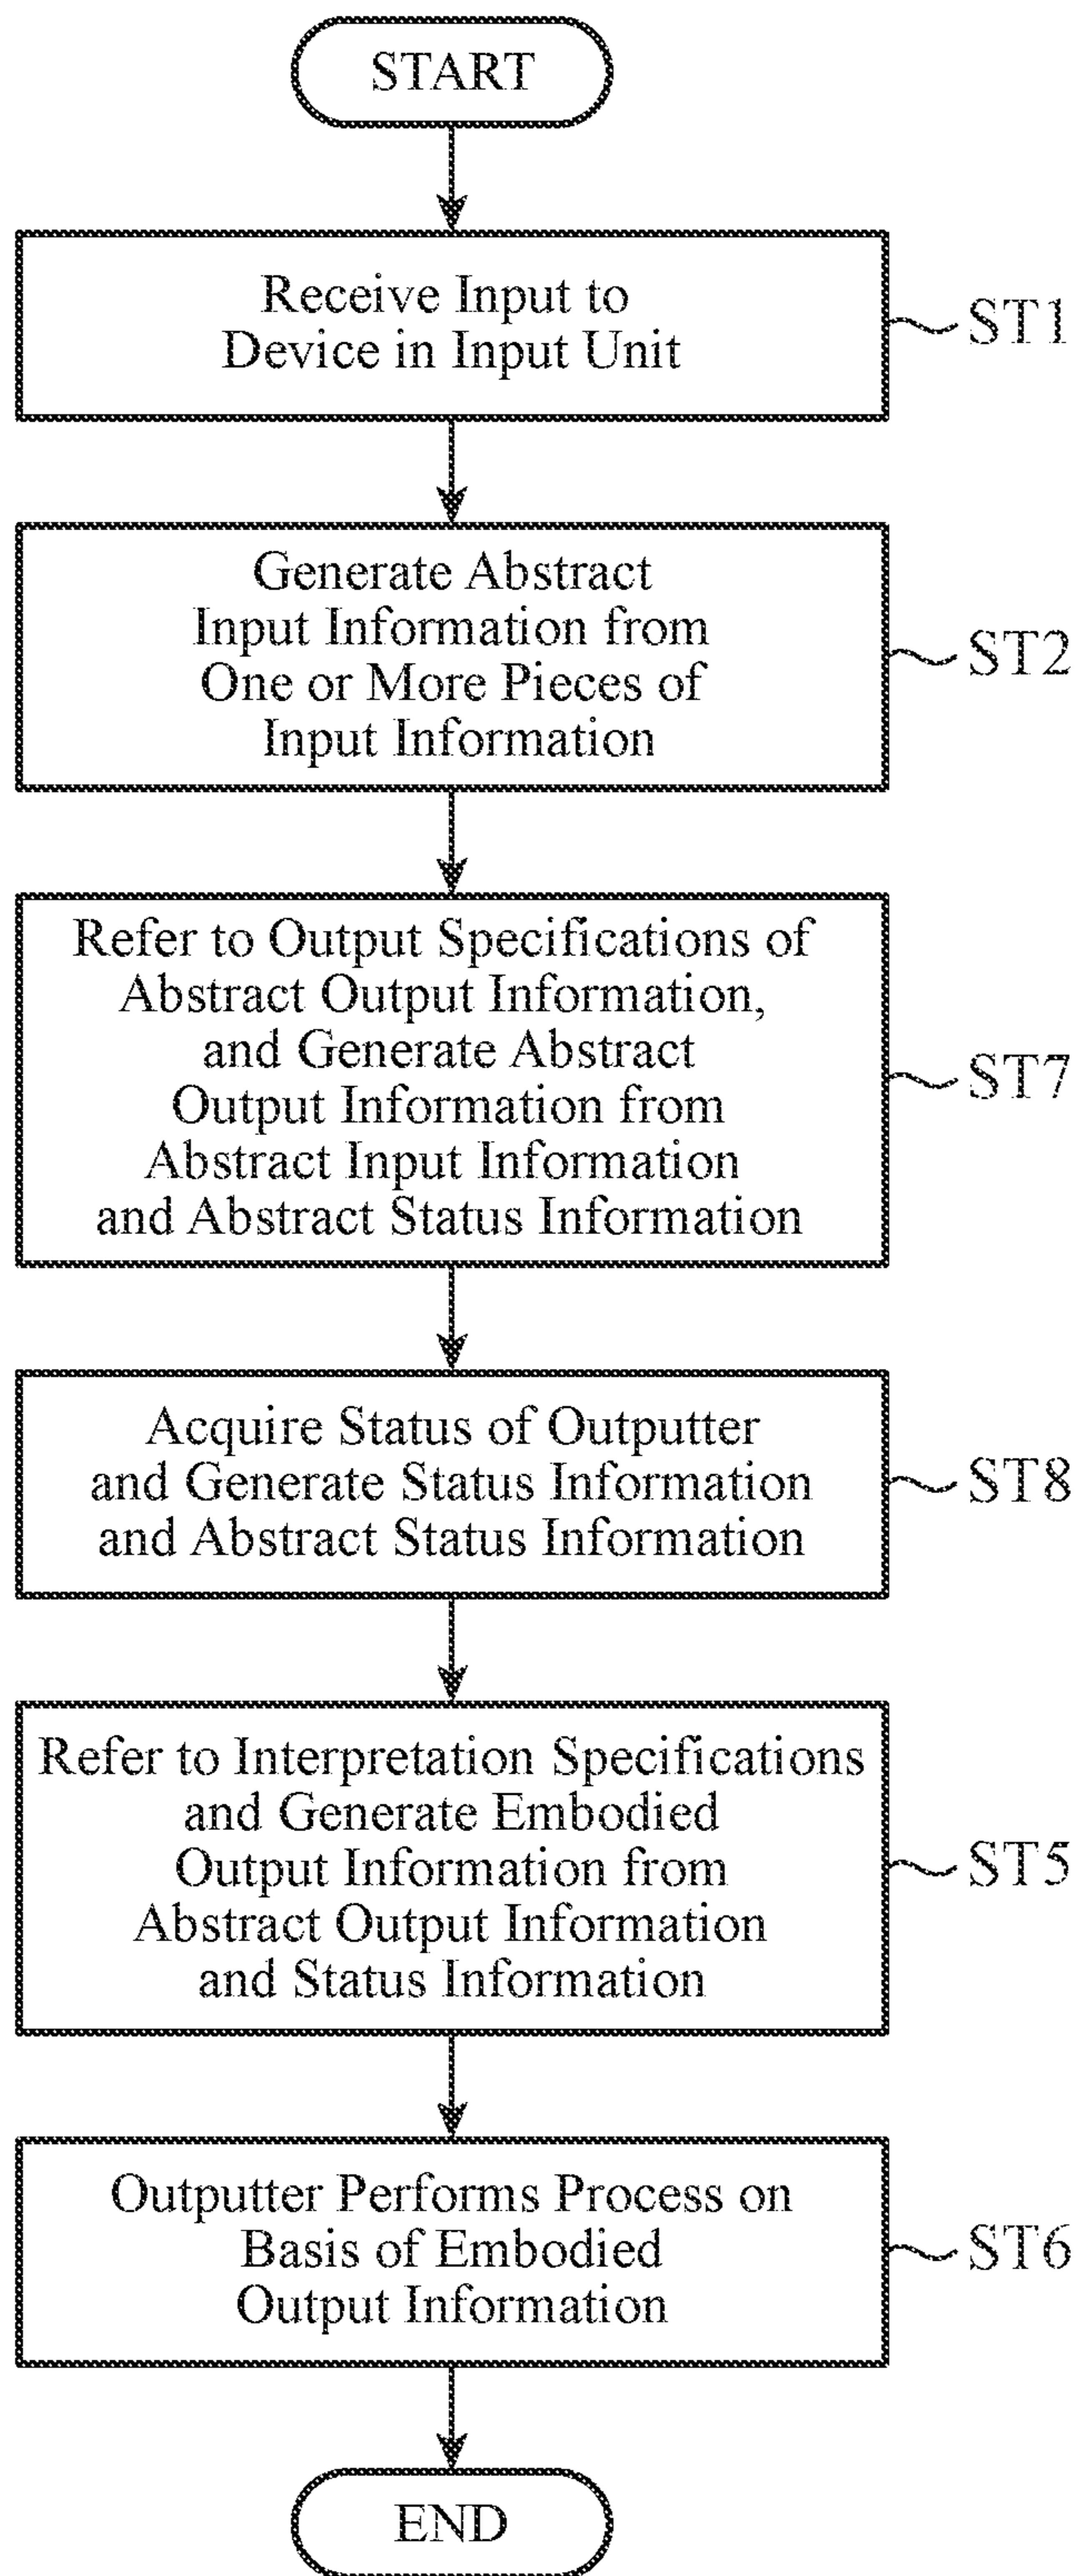 START
Receive Input to
Device in Input Unit
ST1
Generate Abstract
Input Information from
One or More Pieces of
Input Information
ST2
Refer to Output Specifications of
Abstract Output Information,
and Generate Abstract
Output Information from
Abstract Input Information
and Abstract Status Information
ST7
Acquire Status of Outputter
and Generate Status Information
and Abstract Status Information
ST8
Refer to Interpretation Specifications
and Generate Embodied
Output Information from
Abstract Output Information
and Status Information
ST5
Outputter Performs Process on
Basis of Embodied
Output Information
ST6
END